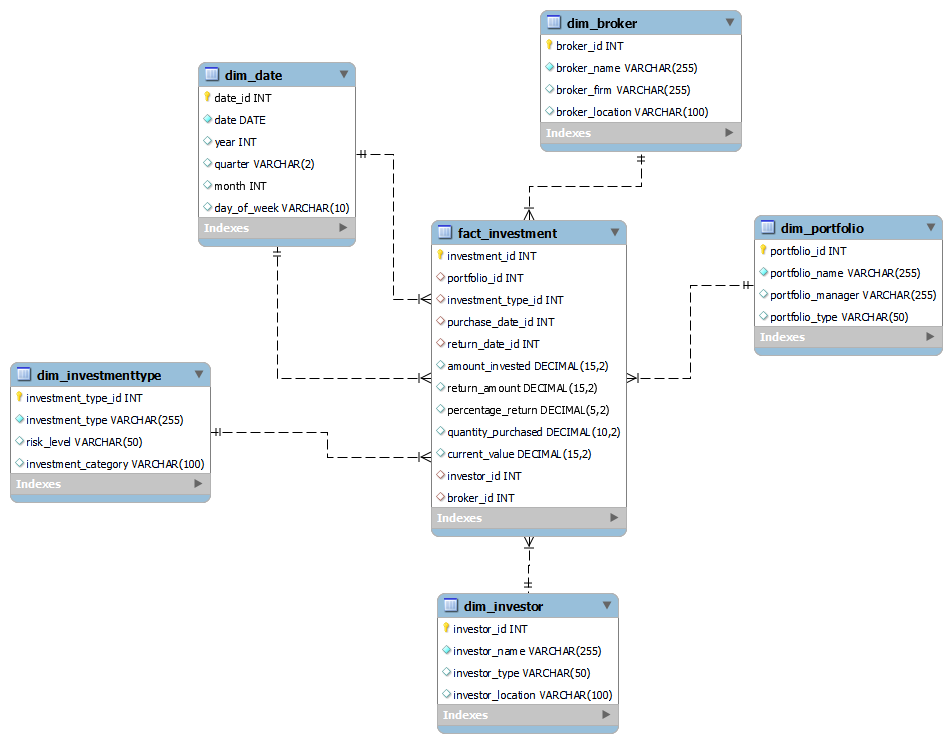 dim_broker
broker_id INT
broker_name VARCHAR(255)
broker_firm VARCHAR(255)
broker_location VARCHAR(100)
Indexes
dim_date
date_id INT
date DATE
year INT
quarter VARCHAR(2)
month INT
day_of_week VARCHAR(10)
Indexes
fact_investment
investment_id INT
portfolio_id INT
investment_type_id INT
purchase_date_id INT
return_date_id INT
amount_invested DECIMAL(15,2)
return_amount DECIMAL(15,2)
percentage_return DECIMAL(5,2)
quantity_purchased DECIMAL(10,2)
current_value DECIMAL(15,2)
investor_id INT
broker_id INT
Indexes
dim_portfolio
portfolio_id INT
portfolio_name VARCHAR(255)
portfolio_manager VARCHAR(255)
portfolio_type VARCHAR(50)
Indexes
dim_investmenttype
investment_type_id INT
investment_type VARCHAR(255)
risk_level VARCHAR(50)
investment_category VARCHAR(100)
Indexes
dim_investor
investor_id INT
investor_name VARCHAR(255)
investor_type VARCHAR(50)
investor_location VARCHAR(100)
Indexes